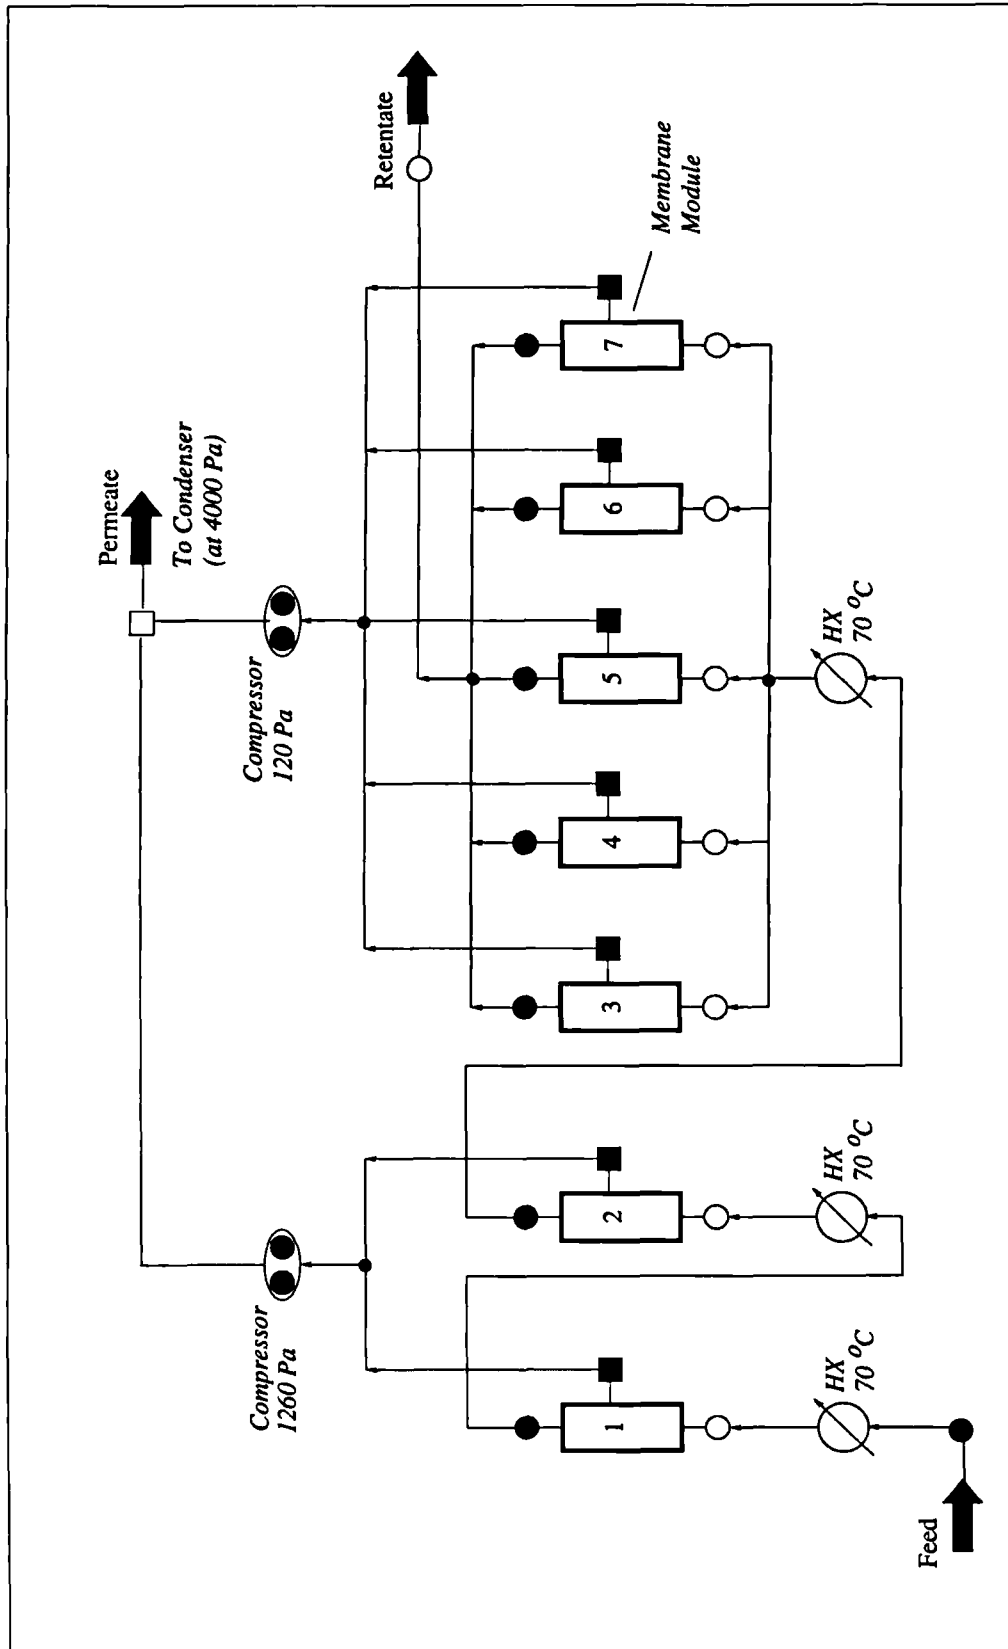 Permeate
To Condenser
(at 4000 Pa)
Retentate
Compressor
1260 Pa
Compressor
120 Pa
Membrane
Module
1
2
3
4
5
6
7
HX
70 °C
HX
70 °C
HX
70 °C
Feed